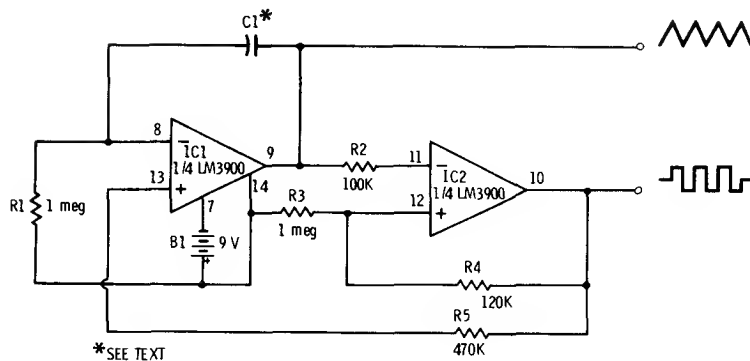 C1*
8
−
IC1
1/4 LM3900
9
13
+
14
7
R1
1 meg
B1
9 V
+
R2
100K
R3
1 meg
11
−
IC2
1/4 LM3900
10
12
+
R4
120K
R5
470K
*SEE TEXT